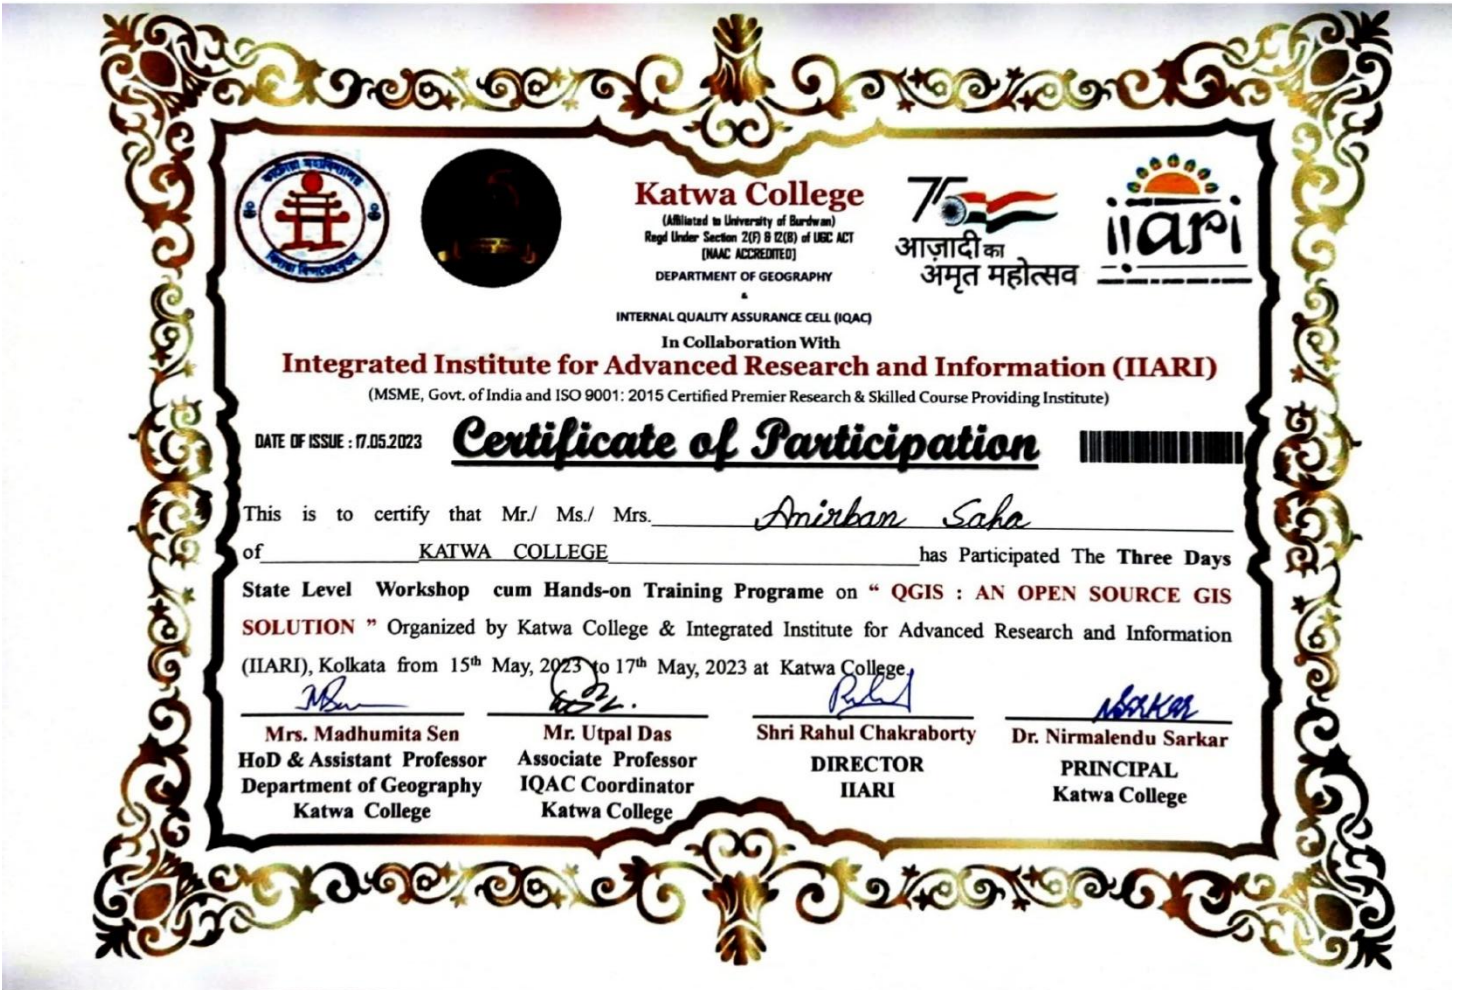 কাটোয়া মহাবিদ্যালয়
Katwa College
(Affiliated to University of Burdwan)
Regd Under Section 2(F) & 12(B) of UGC ACT
(NAAC ACCREDITED)
DEPARTMENT OF GEOGRAPHY
&
INTERNAL QUALITY ASSURANCE CELL (IQAC)
75
आज़ादी का
अमृत महोत्सव
iiari
In Collaboration With
Integrated Institute for Advanced Research and Information (IIARI)
(MSME, Govt. of India and ISO 9001: 2015 Certified Premier Research & Skilled Course Providing Institute)
DATE OF ISSUE : 17.05.2023
Certificate of Participation
This is to certify that Mr./ Ms./ Mrs. Anirban Saha
of KATWA COLLEGE has Participated The Three Days
State Level Workshop cum Hands-on Training Programe on “ QGIS : AN OPEN SOURCE GIS
SOLUTION ” Organized by Katwa College & Integrated Institute for Advanced Research and Information
(IIARI), Kolkata from 15th May, 2023 to 17th May, 2023 at Katwa College.
NSarkar
Mrs. Madhumita Sen
HoD & Assistant Professor
Department of Geography
Katwa College
Mr. Utpal Das
Associate Professor
IQAC Coordinator
Katwa College
Shri Rahul Chakraborty
DIRECTOR
IIARI
Dr. Nirmalendu Sarkar
PRINCIPAL
Katwa College